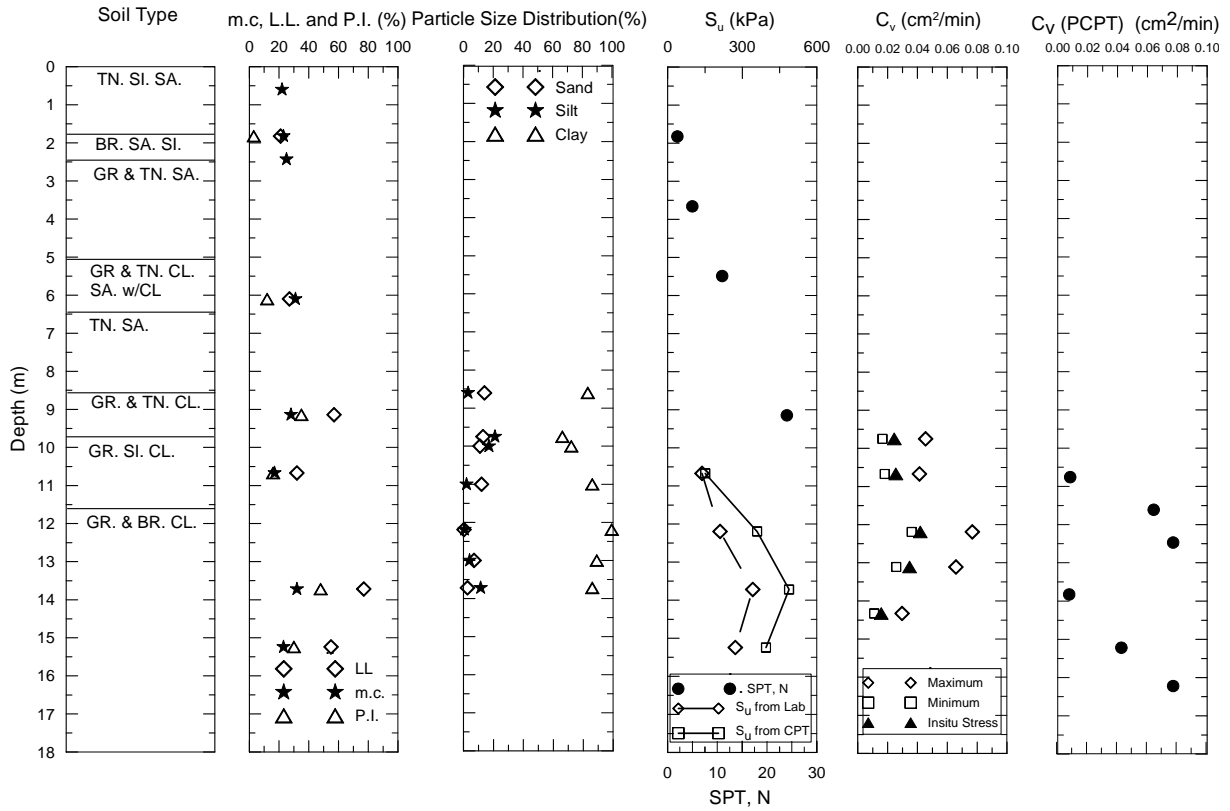 Soil Type
m.c, L.L. and P.I. (%)
Particle Size Distribution(%)
S_u (kPa)
C_v (cm²/min)
C_V (PCPT) (cm2/min)
0 20 40 60 80 100
0 20 40 60 80 100
0 300 600
0.00 0.02 0.04 0.06 0.08 0.10
0.00 0.02 0.04 0.06 0.08 0.10
Depth (m)
0
1
2
3
4
5
6
7
8
9
10
11
12
13
14
15
16
17
18
TN. SI. SA.
BR. SA. SI.
GR & TN. SA.
GR & TN. CL.
SA. w/CL
TN. SA.
GR. & TN. CL.
GR. SI. CL.
GR. & BR. CL.
LL
m.c.
P.I.
Sand
Silt
Clay
SPT, N
S_u from Lab
S_u from CPT
0 10 20 30
SPT, N
Maximum
Minimum
Insitu Stress